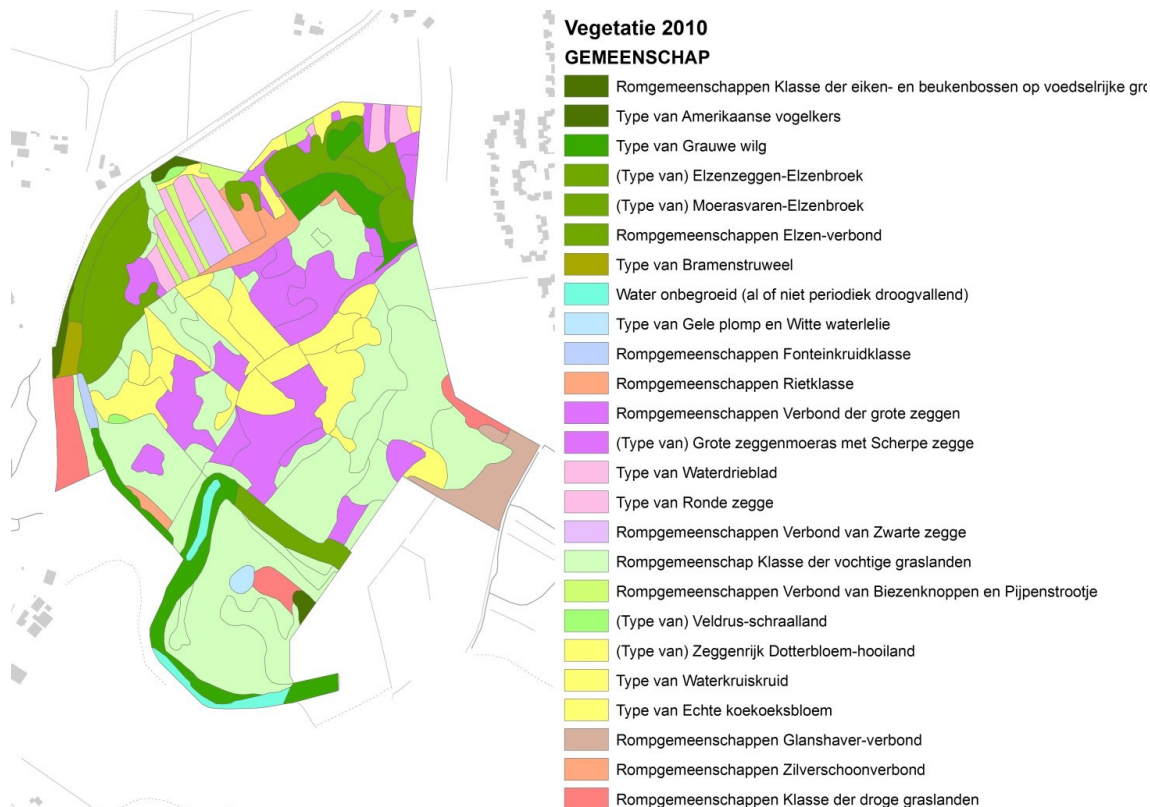 Vegetatie 2010
GEMEENSCHAP
Romgemeenschappen Klasse der eiken- en beukenbossen op voedselrijke gro
Type van Amerikaanse vogelkers
Type van Grauwe wilg
(Type van) Elzenzeggen-Elzenbroek
(Type van) Moerasvaren-Elzenbroek
Rompgemeenschappen Elzen-verbond
Type van Bramenstruweel
Water onbegroeid (al of niet periodiek droogvallend)
Type van Gele plomp en Witte waterlelie
Rompgemeenschappen Fonteinkruidklasse
Rompgemeenschappen Rietklasse
Rompgemeenschappen Verbond der grote zeggen
(Type van) Grote zeggenmoeras met Scherpe zegge
Type van Waterdrieblad
Type van Ronde zegge
Rompgemeenschappen Verbond van Zwarte zegge
Rompgemeenschap Klasse der vochtige graslanden
Rompgemeenschappen Verbond van Biezenknoppen en Pijpenstrootje
(Type van) Veldrus-schraalland
(Type van) Zeggenrijk Dotterbloem-hooiland
Type van Waterkruiskruid
Type van Echte koekoeksbloem
Rompgemeenschappen Glanshaver-verbond
Rompgemeenschappen Zilverschoonverbond
Rompgemeenschappen Klasse der droge graslanden